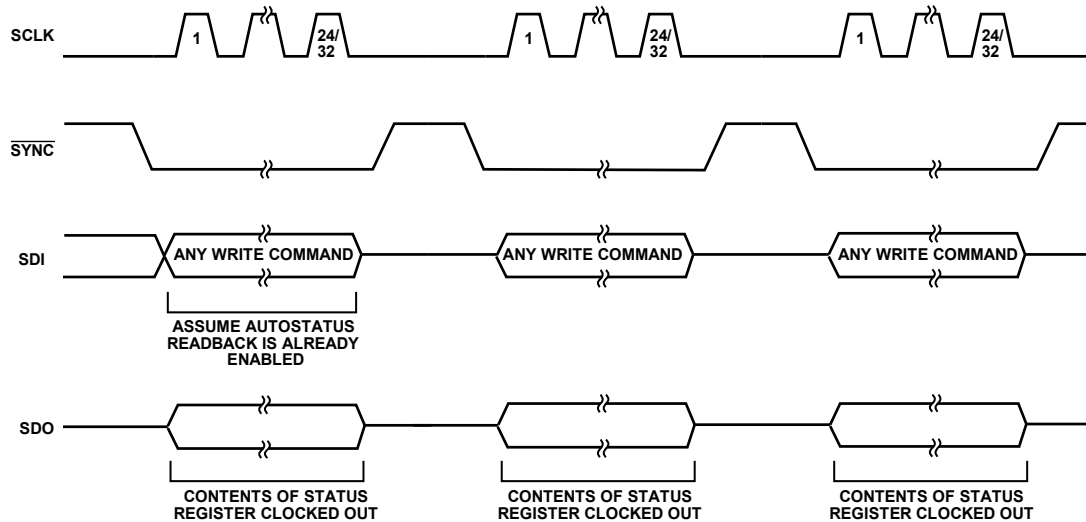 SCLK
1
24/
32
1
24/
32
1
24/
32
SYNC
SDI
ANY WRITE COMMAND
ANY WRITE COMMAND
ANY WRITE COMMAND
ASSUME AUTOSTATUS
READBACK IS ALREADY
ENABLED
SDO
CONTENTS OF STATUS
REGISTER CLOCKED OUT
CONTENTS OF STATUS
REGISTER CLOCKED OUT
CONTENTS OF STATUS
REGISTER CLOCKED OUT